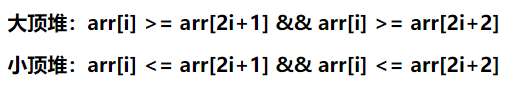 大顶堆：arr[i] >= arr[2i+1] && arr[i] >= arr[2i+2]
小顶堆：arr[i] <= arr[2i+1] && arr[i] <= arr[2i+2]